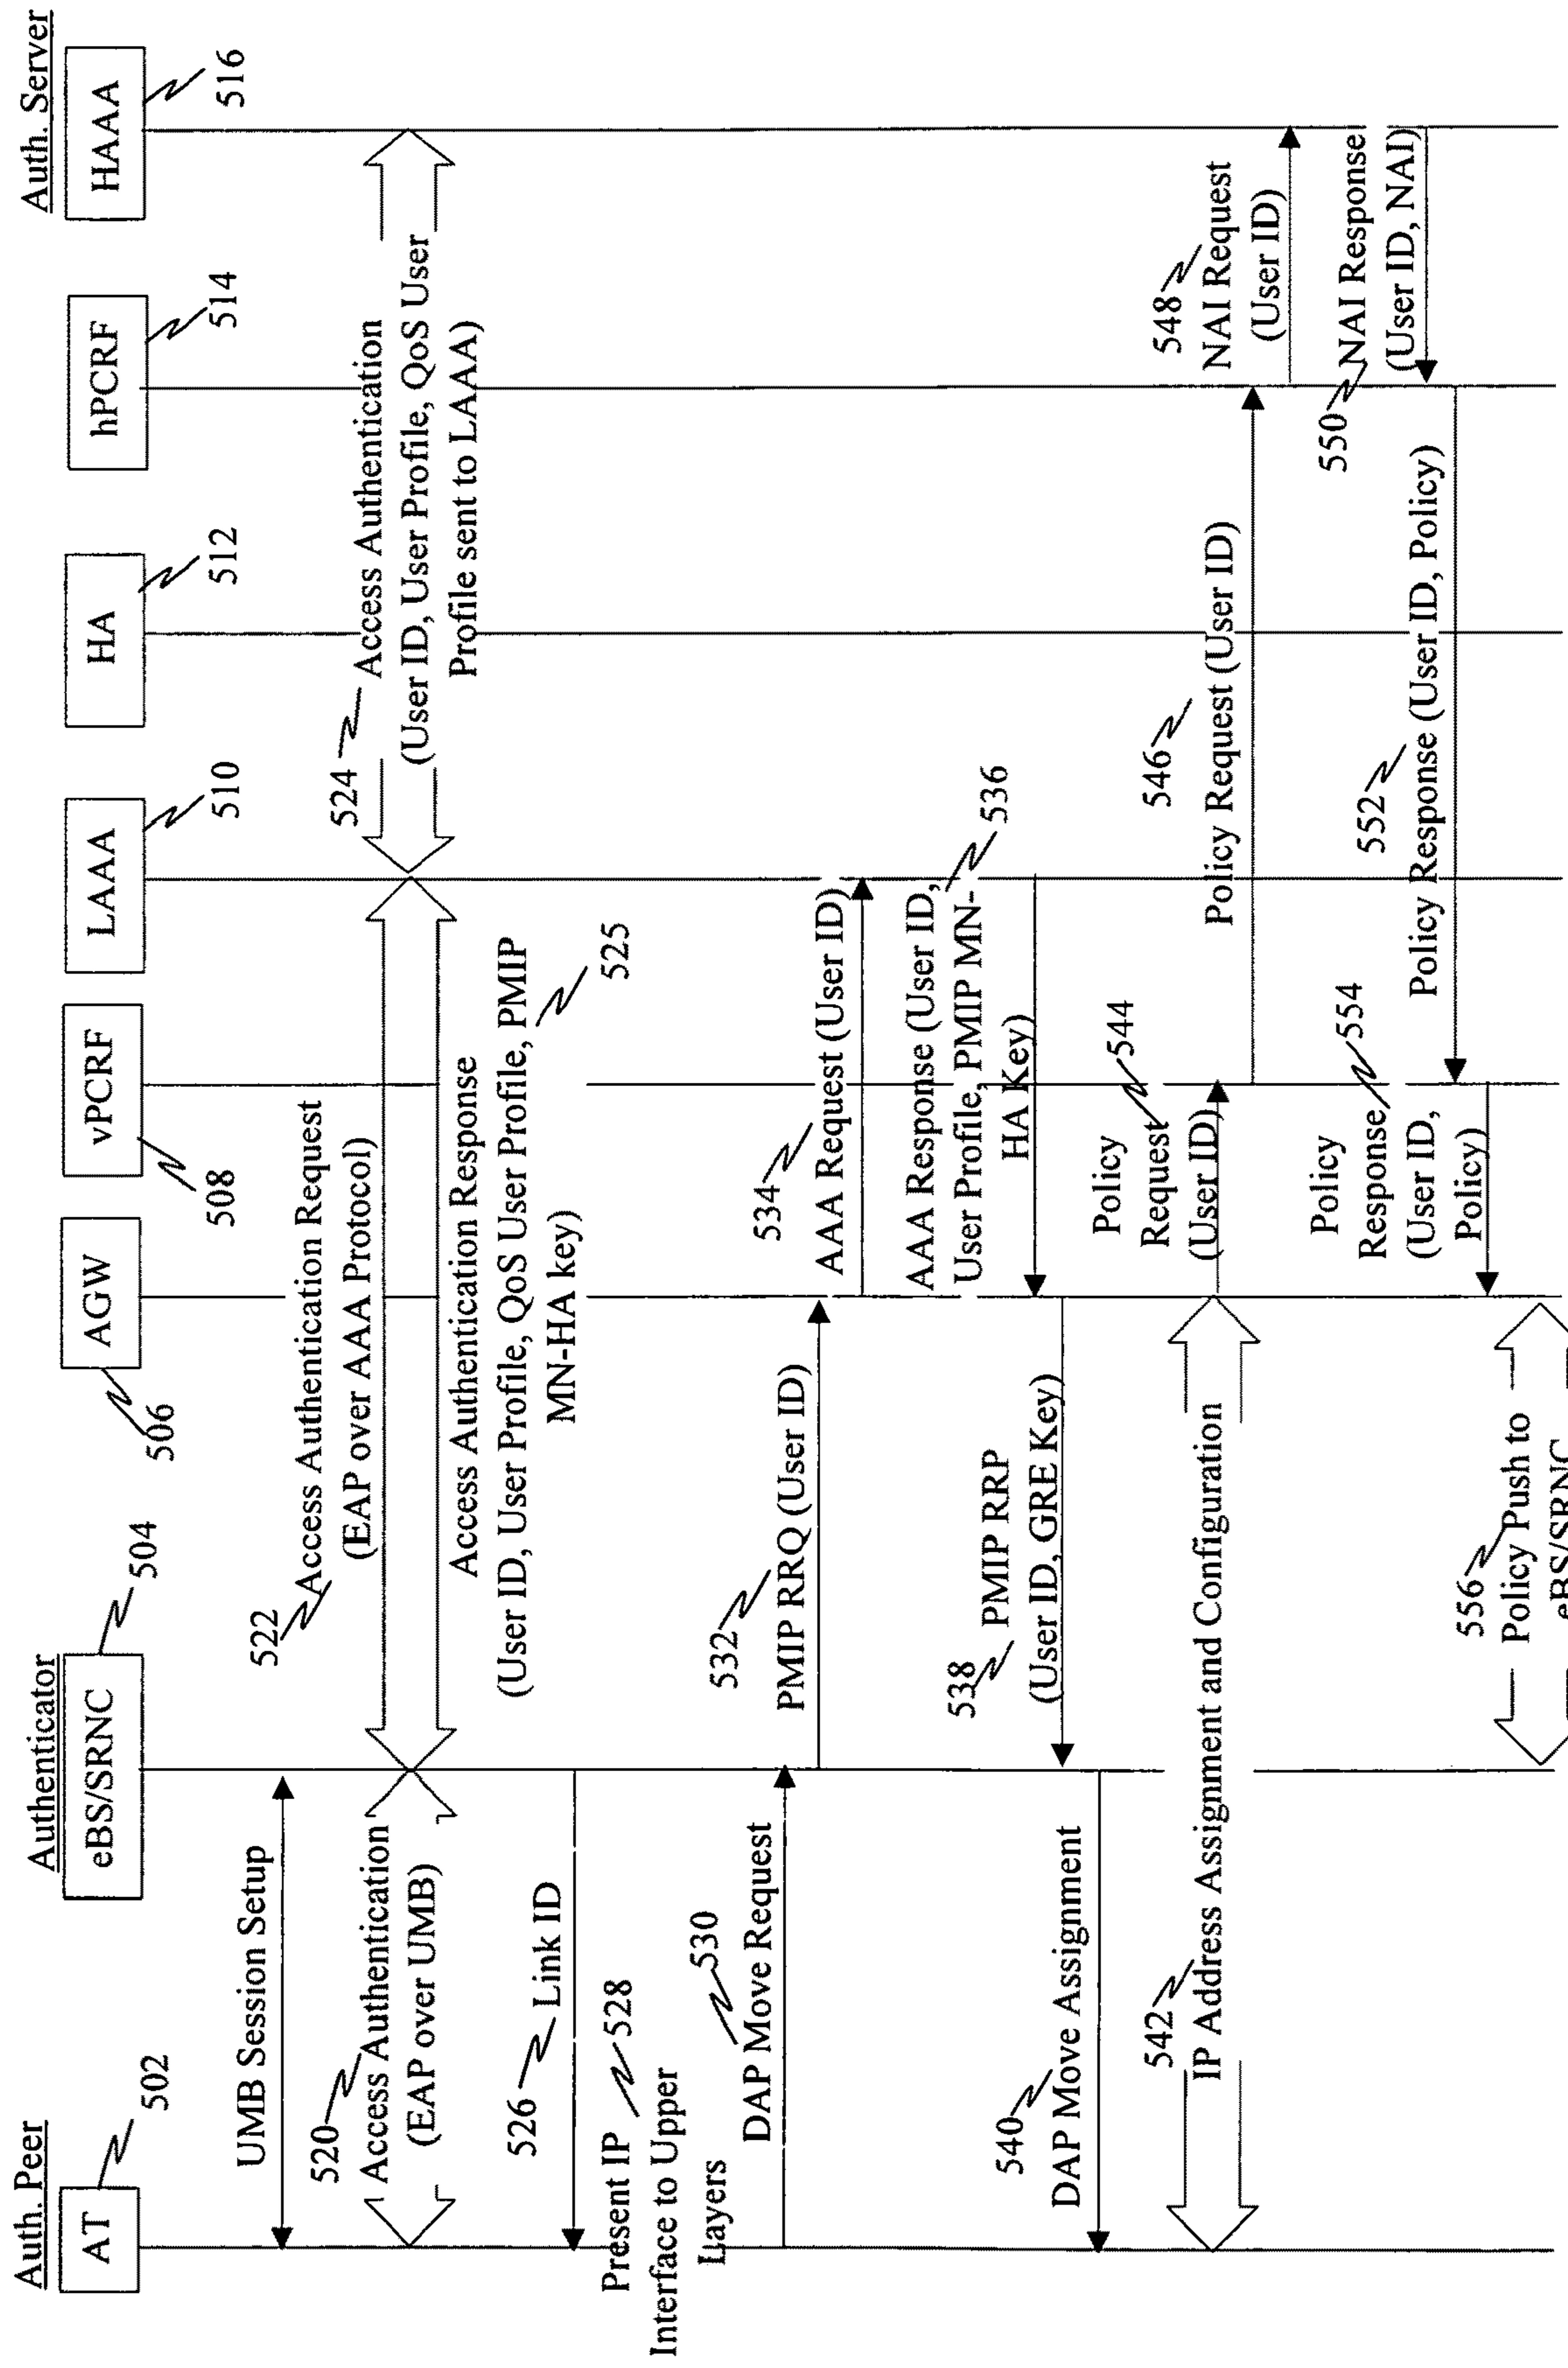 Auth. Peer
AT
502
Authenticator
eBS/SRNC
504
AGW
506
vPCRF
508
LAAA
510
HA
512
hPCRF
514
Auth. Server
HAAA
516
UMB Session Setup
520
Access Authentication
(EAP over UMB)
522
Access Authentication Request
(EAP over AAA Protocol)
524
Access Authentication
(User ID, User Profile, QoS User
Profile sent to LAAA)
Access Authentication Response
(User ID, User Profile, QoS User Profile, PMIP
MN-HA key)
525
526
Link ID
Present IP
Interface to Upper
Layers
528
530
DAP Move Request
532
PMIP RRQ (User ID)
534
AAA Request (User ID)
AAA Response (User ID,
User Profile, PMIP MN-
HA Key)
536
538
PMIP RRP
(User ID, GRE Key)
540
DAP Move Assignment
542
IP Address Assignment and Configuration
Policy
Request
(User ID)
544
546
Policy Request (User ID)
548
NAI Request
(User ID)
550
NAI Response
(User ID, NAI)
552
Policy Response (User ID, Policy)
Policy
Response
(User ID,
Policy)
554
556
Policy Push to
eBS/SRNC